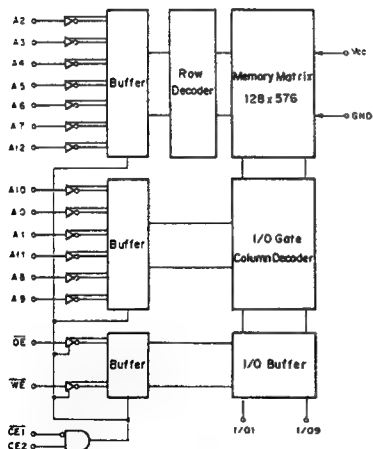 A2
A3
A4
A5
A6
A7
A12
Buffer
Row
Decoder
Memory Matrix
128 x 576
Vcc
GND
A10
A0
A1
A11
A8
A9
Buffer
I/O Gate
Column Decoder
OE
WE
Buffer
I/O Buffer
CE1
CE2
I/O1
I/O9